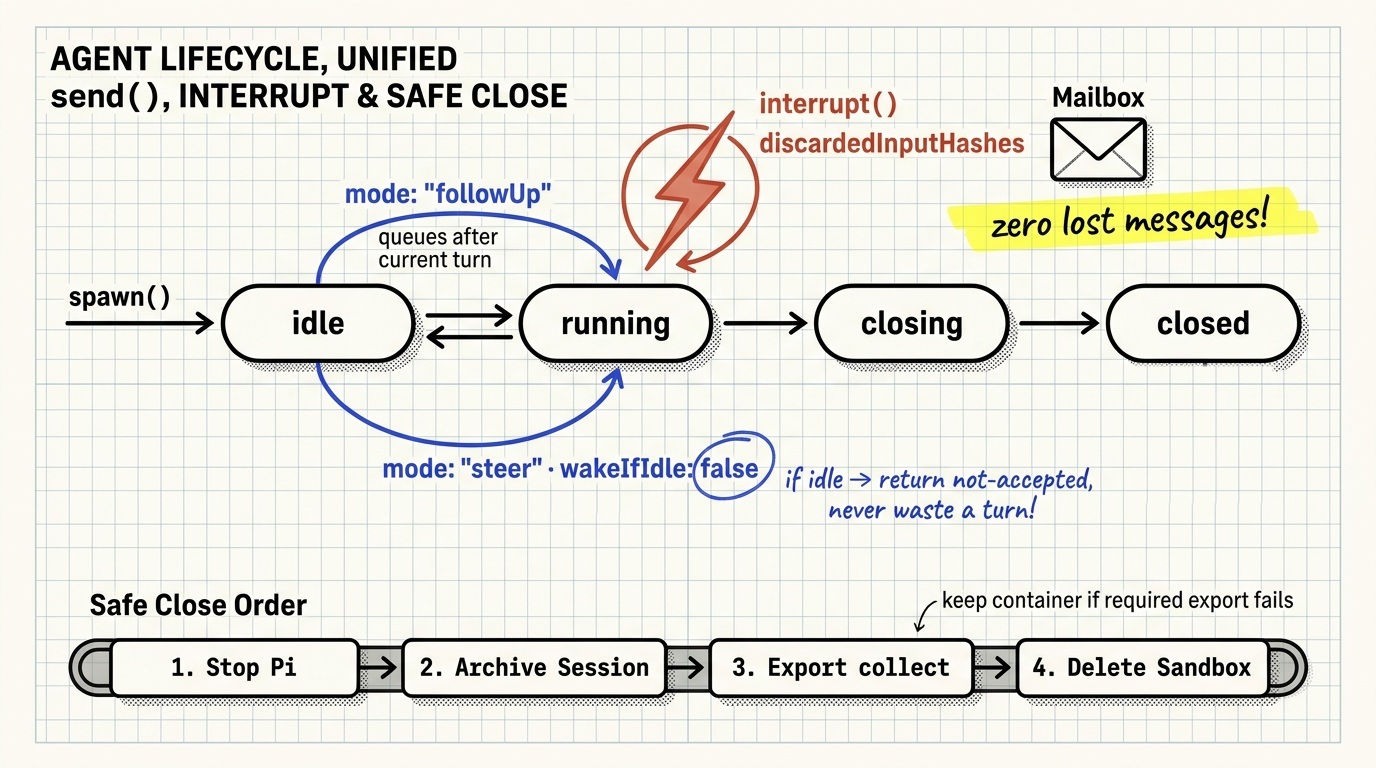 AGENT LIFECYCLE, UNIFIED
send(), INTERRUPT & SAFE CLOSE
interrupt()
discardedInputHashes
Mailbox
zero lost messages!
mode: "followUp"
queues after
current turn
spawn()
idle
running
closing
closed
mode: "steer" · wakeIfIdle: false
if idle → return not-accepted,
never waste a turn!
Safe Close Order
keep container if required export fails
1. Stop Pi
2. Archive Session
3. Export collect
4. Delete Sandbox